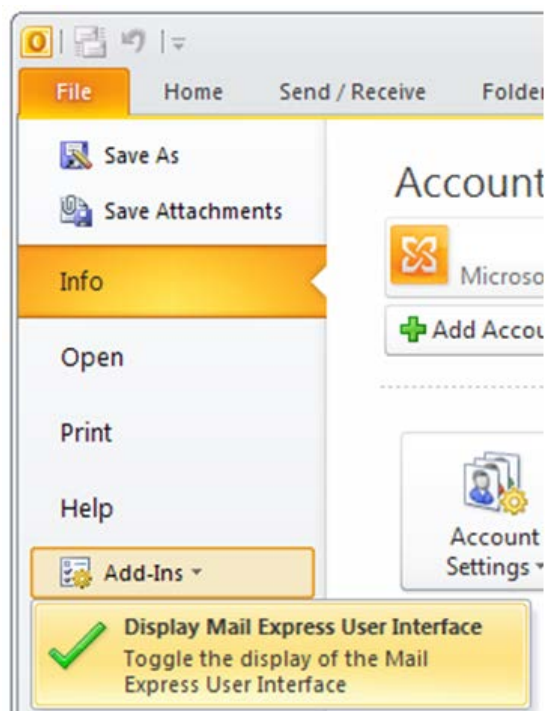 File Home Send / Receive Folder
Save As
Save Attachments
Info
Open
Print
Help
Add-Ins
Display Mail Express User Interface
Toggle the display of the Mail
Express User Interface
Account
Microso
Add Accou
Account
Settings